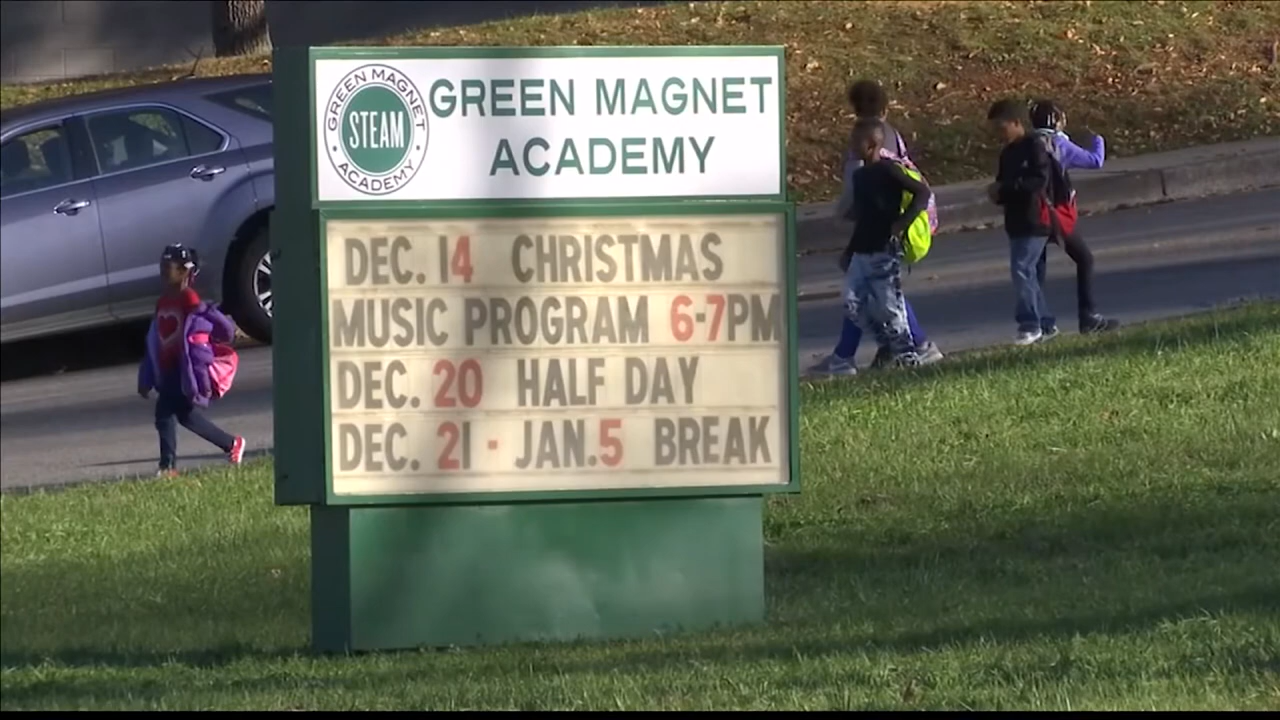 GREEN MAGNET
STEAM
ACADEMY
GREEN MAGNET
ACADEMY
DEC. 14 CHRISTMAS
MUSIC PROGRAM 6-7PM
DEC. 20 HALF DAY
DEC. 21 - JAN.5 BREAK